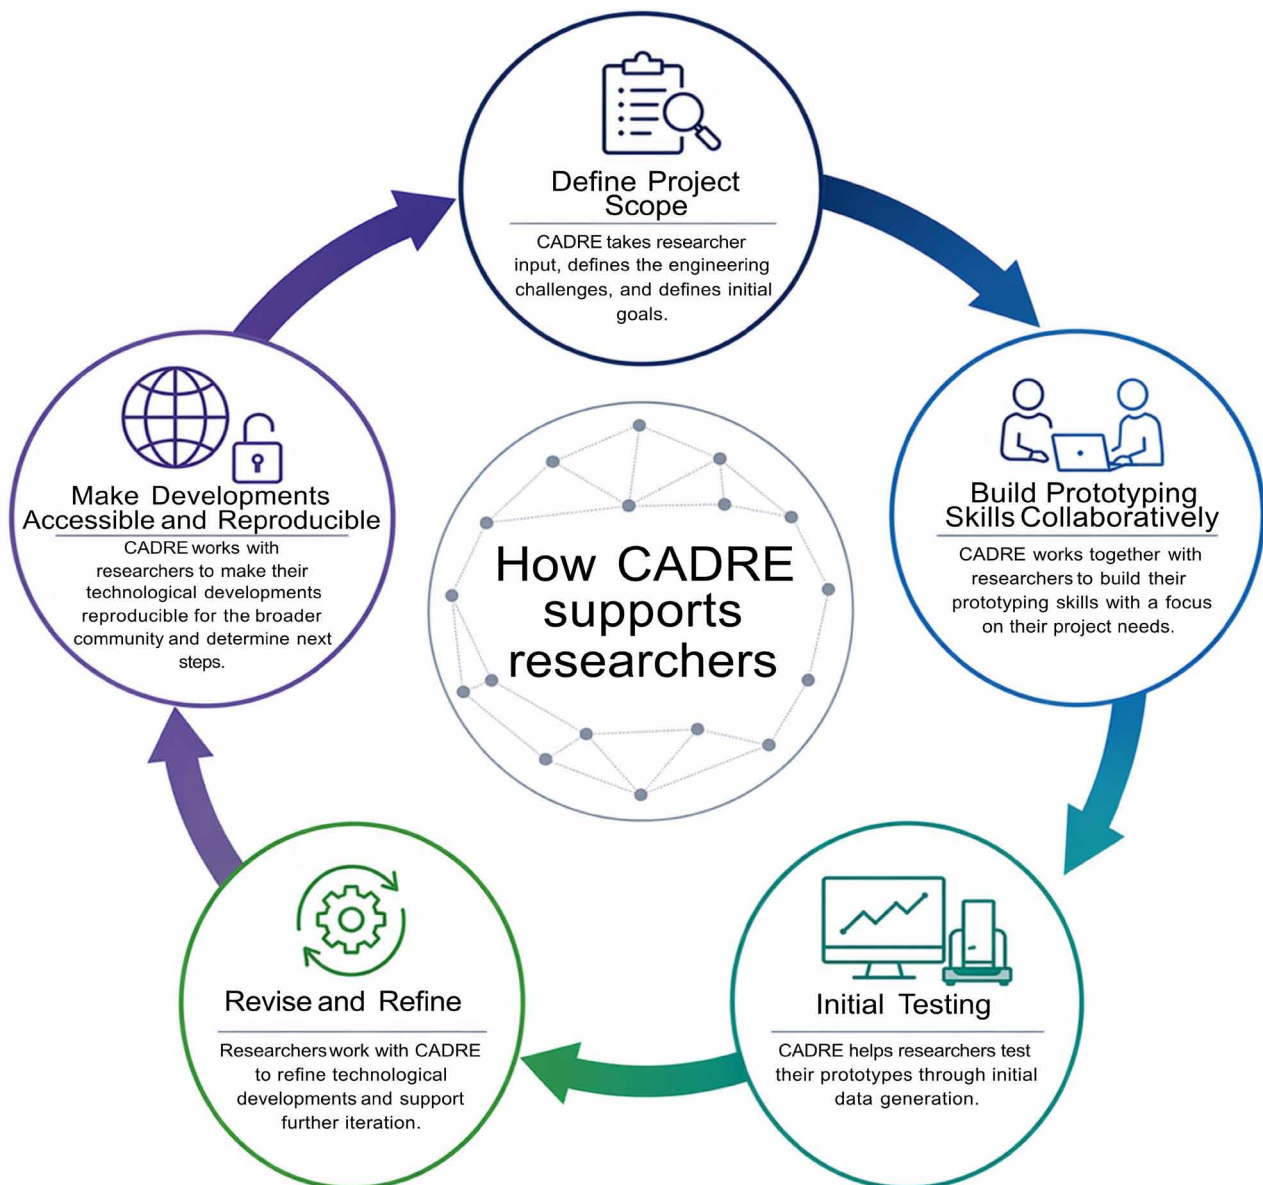 Define Project
Scope
CADRE takes researcher
input, defines the engineering
challenges, and defines initial
goals.
Build Prototyping
Skills Collaboratively
CADRE works together with
researchers to build their
prototyping skills with a focus
on their project needs.
Initial Testing
CADRE helps researchers test
their prototypes through initial
data generation.
Revise and Refine
Researchers work with CADRE
to refine technological
developments and support
further iteration.
Make Developments
Accessible and Reproducible
CADRE works with
researchers to make their
technological developments
reproducible for the broader
community and determine next
steps.
How CADRE
supports
researchers